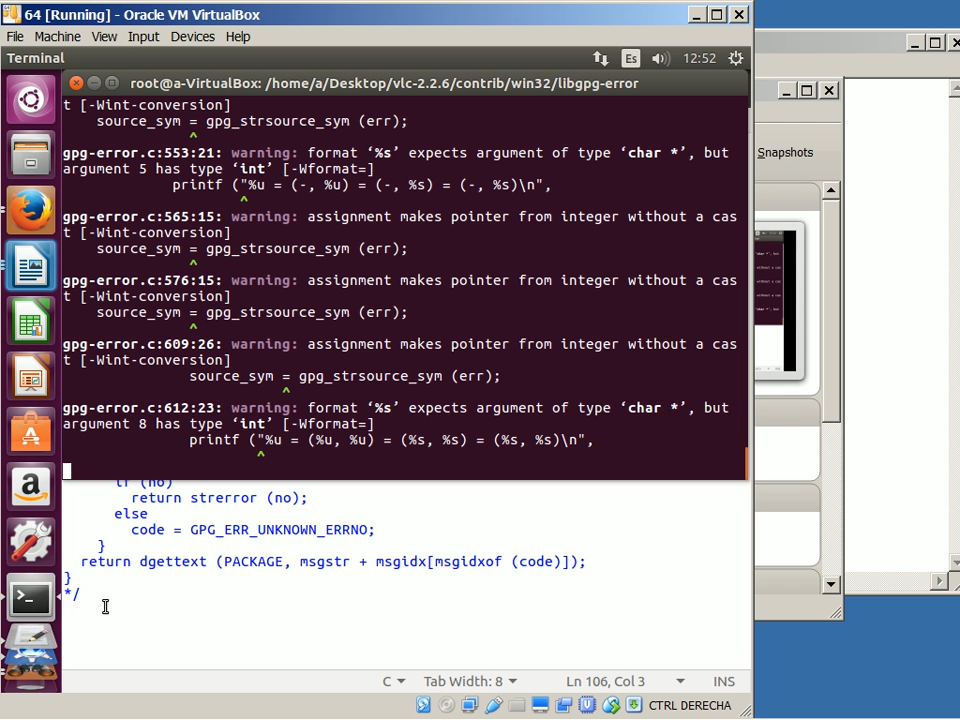 64 [Running] - Oracle VM VirtualBox
File Machine View Input Devices Help
Terminal Es 12:52
root@a-VirtualBox: /home/a/Desktop/vlc-2.2.6/contrib/win32/libgpg-error
t [-Wint-conversion]
source_sym = gpg_strsource_sym (err);
^
gpg-error.c:553:21: warning: format ‘%s’ expects argument of type ‘char *’, but
argument 5 has type ‘int’ [-Wformat=]
printf ("%u = (-, %u) = (-, %s) = (-, %s)\n",
^
gpg-error.c:565:15: warning: assignment makes pointer from integer without a cas
t [-Wint-conversion]
source_sym = gpg_strsource_sym (err);
^
gpg-error.c:576:15: warning: assignment makes pointer from integer without a cas
t [-Wint-conversion]
source_sym = gpg_strsource_sym (err);
^
gpg-error.c:609:26: warning: assignment makes pointer from integer without a cas
t [-Wint-conversion]
source_sym = gpg_strsource_sym (err);
^
gpg-error.c:612:23: warning: format ‘%s’ expects argument of type ‘char *’, but
argument 8 has type ‘int’ [-Wformat=]
printf ("%u = (%u, %u) = (%s, %s) = (%s, %s)\n",
^
if (no)
return strerror (no);
else
code = GPG_ERR_UNKNOWN_ERRNO;
}
return dgettext (PACKAGE, msgstr + msgidx[msgidxof (code)]);
}
*/
C Tab Width: 8 Ln 106, Col 3 INS
CTRL DERECHA
Snapshots